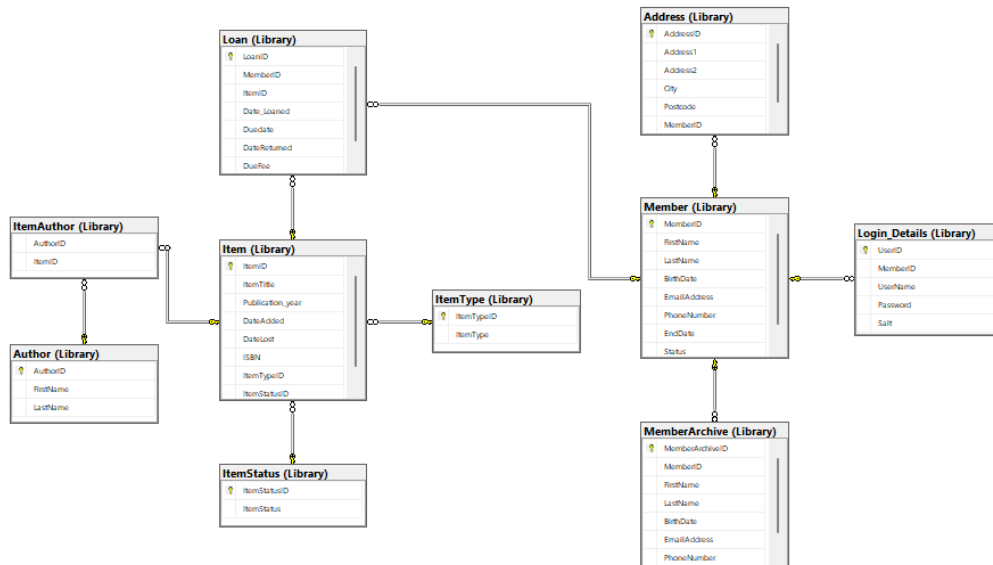 Loan (Library)
LoanID
MemberID
ItemID
Date_Loaned
Duedate
DateReturned
DueFee
Address (Library)
AddressID
Address1
Address2
City
Postcode
MemberID
ItemAuthor (Library)
AuthorID
ItemID
Item (Library)
ItemID
ItemTitle
Publication_year
DateAdded
DateLost
ISBN
ItemTypeID
ItemStatusID
ItemType (Library)
ItemTypeID
ItemType
Member (Library)
MemberID
FirstName
LastName
BirthDate
EmailAddress
PhoneNumber
EndDate
Status
Login_Details (Library)
UserID
MemberID
UserName
Password
Salt
Author (Library)
AuthorID
FirstName
LastName
ItemStatus (Library)
ItemStatusID
ItemStatus
MemberArchive (Library)
MemberArchiveID
MemberID
FirstName
LastName
BirthDate
EmailAddress
PhoneNumber